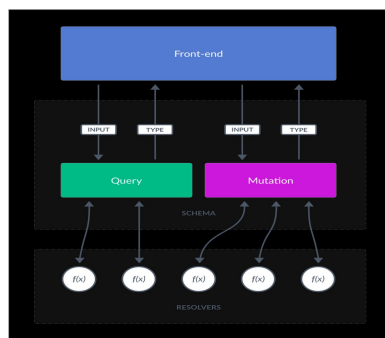 Front-end
INPUT TYPE INPUT TYPE
Query Mutation
SCHEMA
f(x) f(x) f(x) f(x) f(x)
RESOLVERS